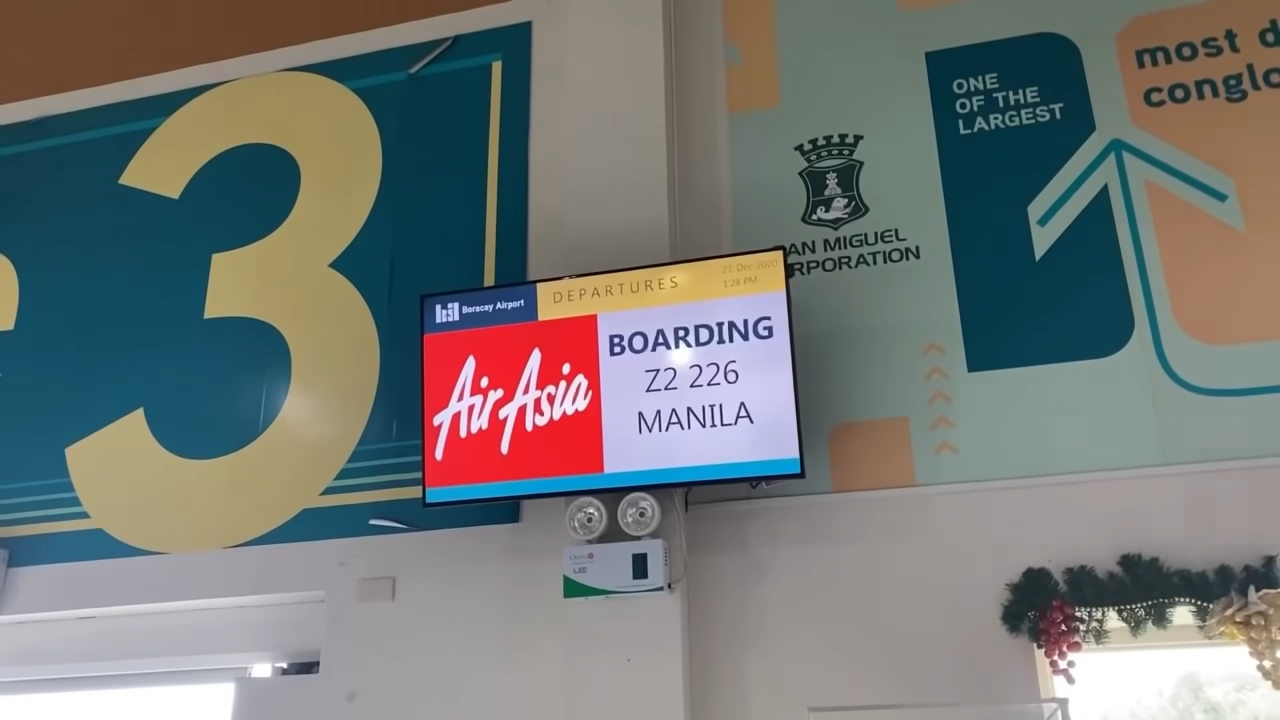 3
ONE
OF THE
LARGEST
most d
conglo
AN MIGUEL
RPORATION
Boracay Airport
DEPARTURES
27-Dec-2020
1:28 PM
AirAsia
BOARDING
Z2 226
MANILA
LED